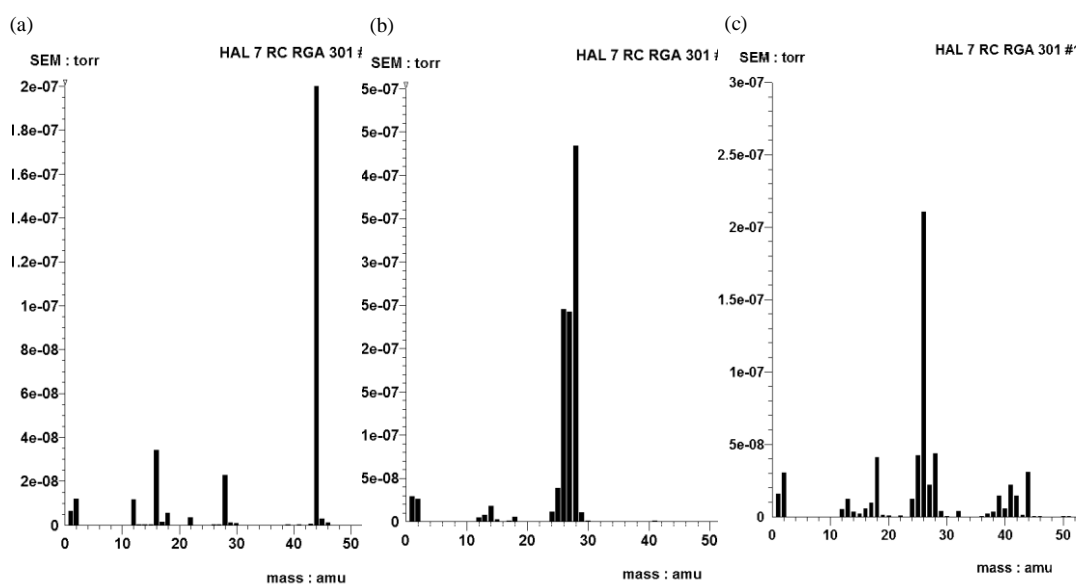 (a)
HAL 7 RC RGA 301 #
SEM : torr
2e-07
1.8e-07
1.6e-07
1.4e-07
1.2e-07
1e-07
8e-08
6e-08
4e-08
2e-08
0
0 10 20 30 40 50
mass : amu
(b)
HAL 7 RC RGA 301 #
SEM : torr
5e-07
5e-07
4e-07
5e-07
3e-07
5e-07
2e-07
5e-07
1e-07
5e-08
0
0 10 20 30 40 50
mass : amu
(c)
HAL 7 RC RGA 301 #
SEM : torr
3e-07
2.5e-07
2e-07
1.5e-07
1e-07
5e-08
0
0 10 20 30 40 50
mass : amu